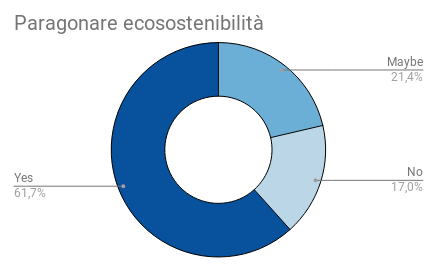 Paragonare ecosostenibilità
Maybe
21,4%
No
17,0%
Yes
61,7%